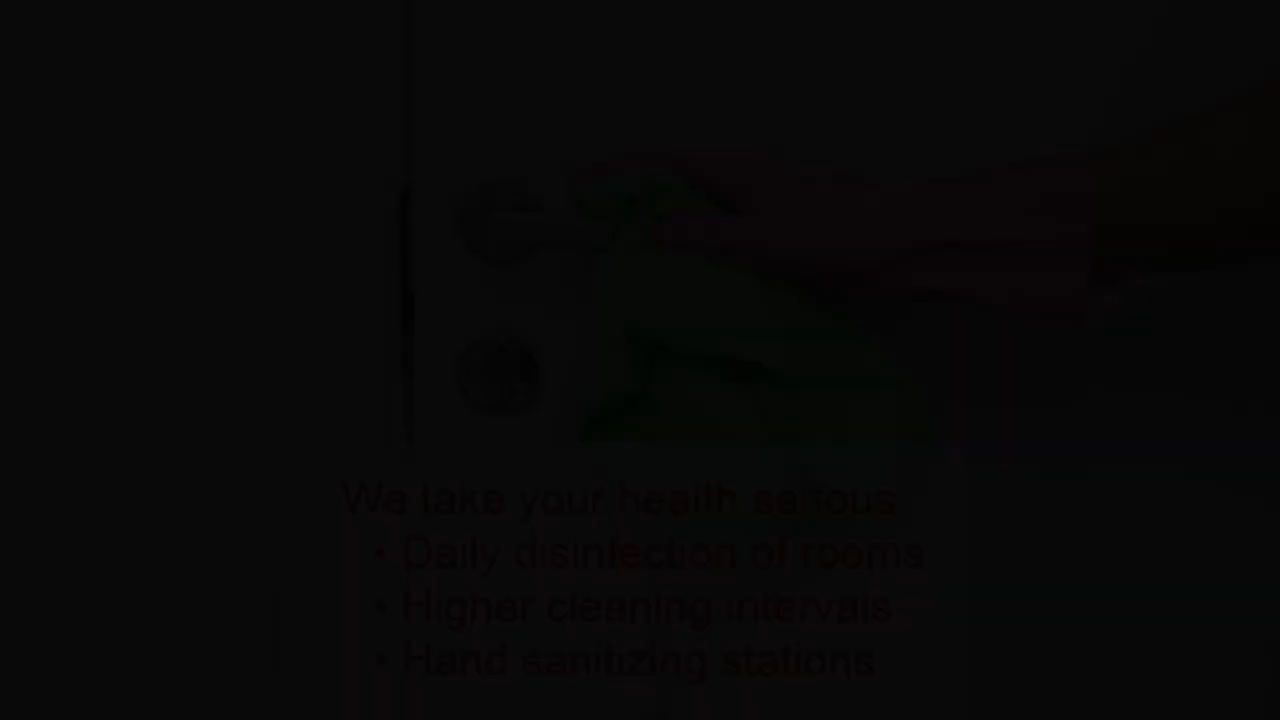 We take your health serious
• Daily disinfection of rooms
• Higher cleaning intervals
• Hand sanitizing stations